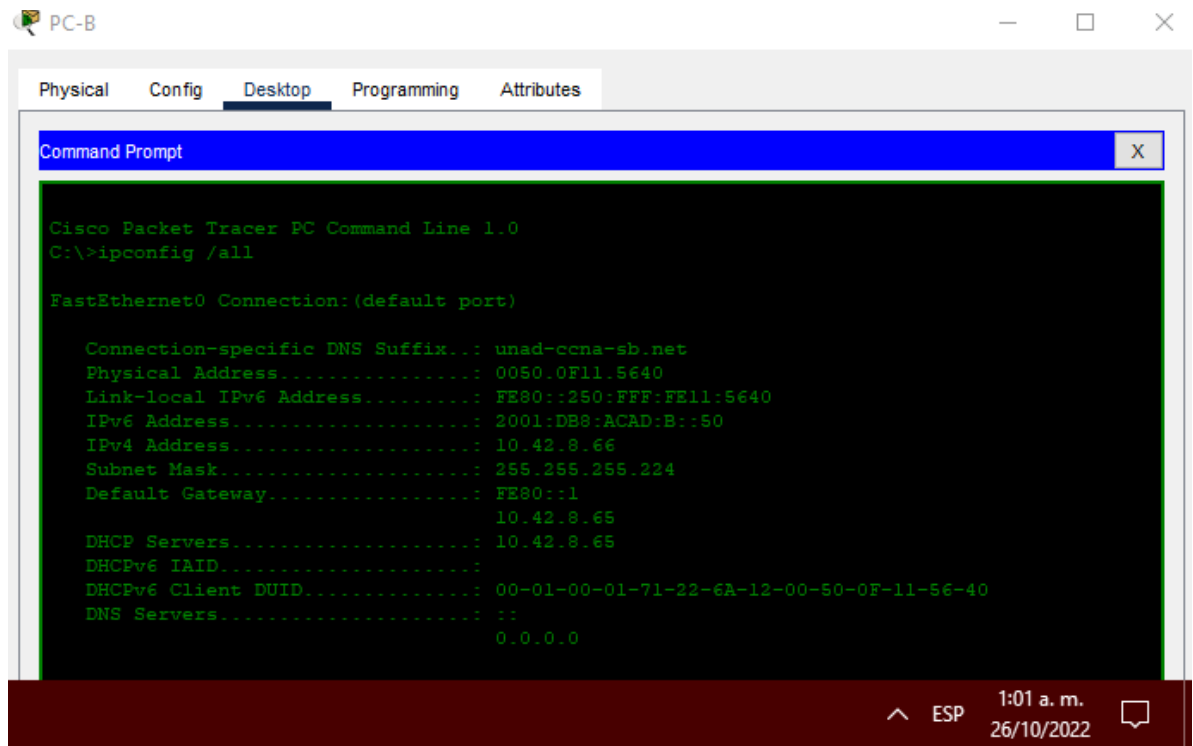 PC-B
Physical Config Desktop Programming Attributes
Command Prompt
X
Cisco Packet Tracer PC Command Line 1.0
C:\>ipconfig /all
FastEthernet0 Connection:(default port)
Connection-specific DNS Suffix..: unad-ccna-sb.net
Physical Address................: 0050.0F11.5640
Link-local IPv6 Address.........: FE80::250:FFF:FE11:5640
IPv6 Address....................: 2001:DB8:ACAD:B::50
IPv4 Address....................: 10.42.8.66
Subnet Mask.....................: 255.255.255.224
Default Gateway.................: FE80::1
10.42.8.65
DHCP Servers....................: 10.42.8.65
DHCPv6 IAID.....................:
DHCPv6 Client DUID..............: 00-01-00-01-71-22-6A-12-00-50-0F-11-56-40
DNS Servers.....................: ::
0.0.0.0
ESP
1:01 a. m.
26/10/2022